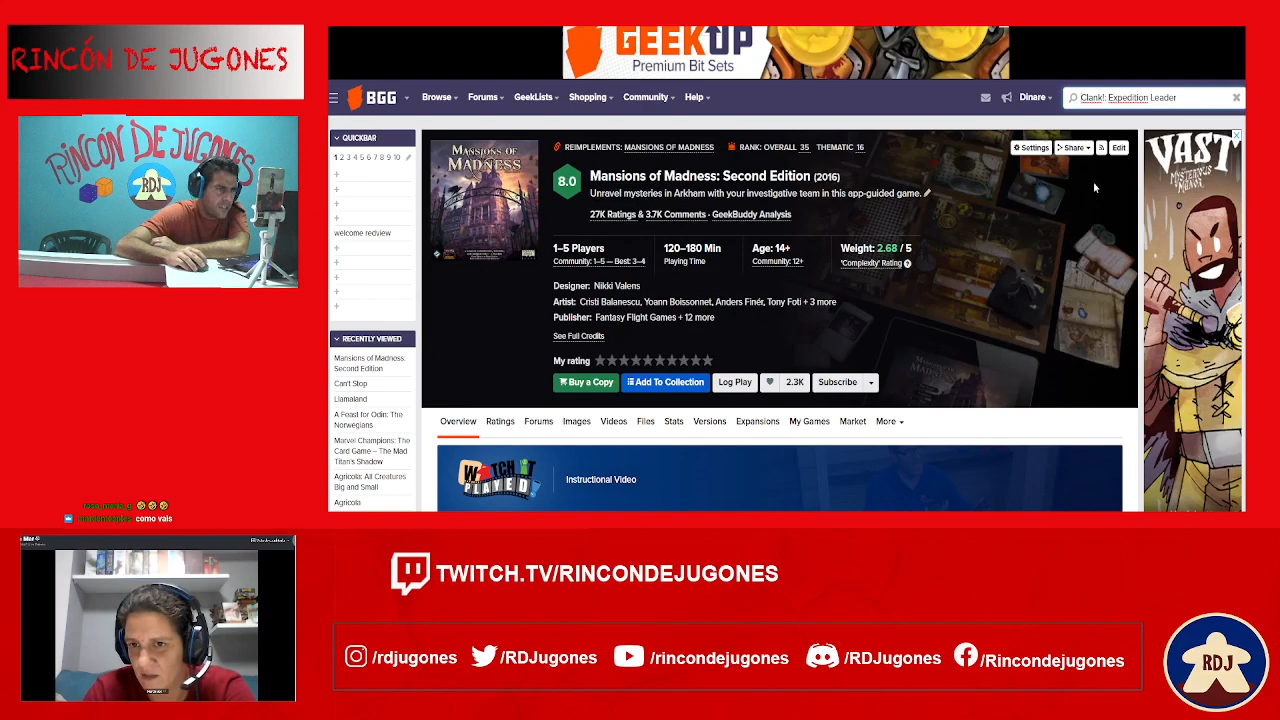 RINCÓN DE JUGONES
RINCÓN DE JUGONES
RDJ
como vais
GEEKUP
Premium Bit Sets
BGG
Browse
Forums
GeekLists
Shopping
Community
Help
Dinare
Clank!: Expedition Leader
QUICKBAR
1 2 3 4 5 6 7 8 9 10
welcome redview
RECENTLY VIEWED
Mansions of Madness:
Second Edition
Can't Stop
Llamaland
A Feast for Odin: The
Norwegians
Marvel Champions: The
Card Game – The Mad
Titan's Shadow
Agricola: All Creatures
Big and Small
Agricola
MANSIONS OF
MADNESS
REIMPLEMENTS: MANSIONS OF MADNESS
RANK: OVERALL 35 THEMATIC 16
Settings
Share
Edit
8.0
Mansions of Madness: Second Edition (2016)
Unravel mysteries in Arkham with your investigative team in this app-guided game.
27K Ratings & 3.7K Comments · GeekBuddy Analysis
1–5 Players
Community: 1–5 — Best: 3–4
120–180 Min
Playing Time
Age: 14+
Community: 12+
Weight: 2.68 / 5
'Complexity' Rating
Designer: Nikki Valens
Artist: Cristi Balanescu, Yoann Boissonnet, Anders Finér, Tony Foti + 3 more
Publisher: Fantasy Flight Games + 12 more
See Full Credits
My rating
Buy a Copy
Add To Collection
Log Play
2.3K
Subscribe
Overview
Ratings
Forums
Images
Videos
Files
Stats
Versions
Expansions
My Games
Market
More
WATCH IT
PLAYED
Instructional Video
VAST
MYSTERIOUS
MANOR
TWITCH.TV/RINCONDEJUGONES
/rdjugones
/RDJugones
/rincondejugones
/RDJugones
/Rincondejugones
RDJ